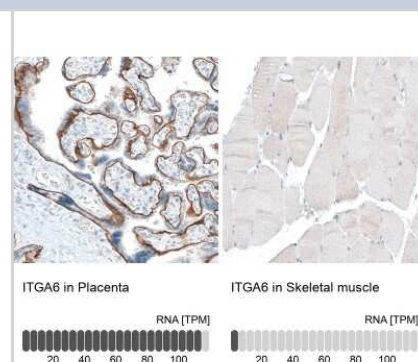 ITGA6 in Placenta
ITGA6 in Skeletal muscle
RNA [TPM]
RNA [TPM]
20 40 60 80 100
20 40 60 80 100